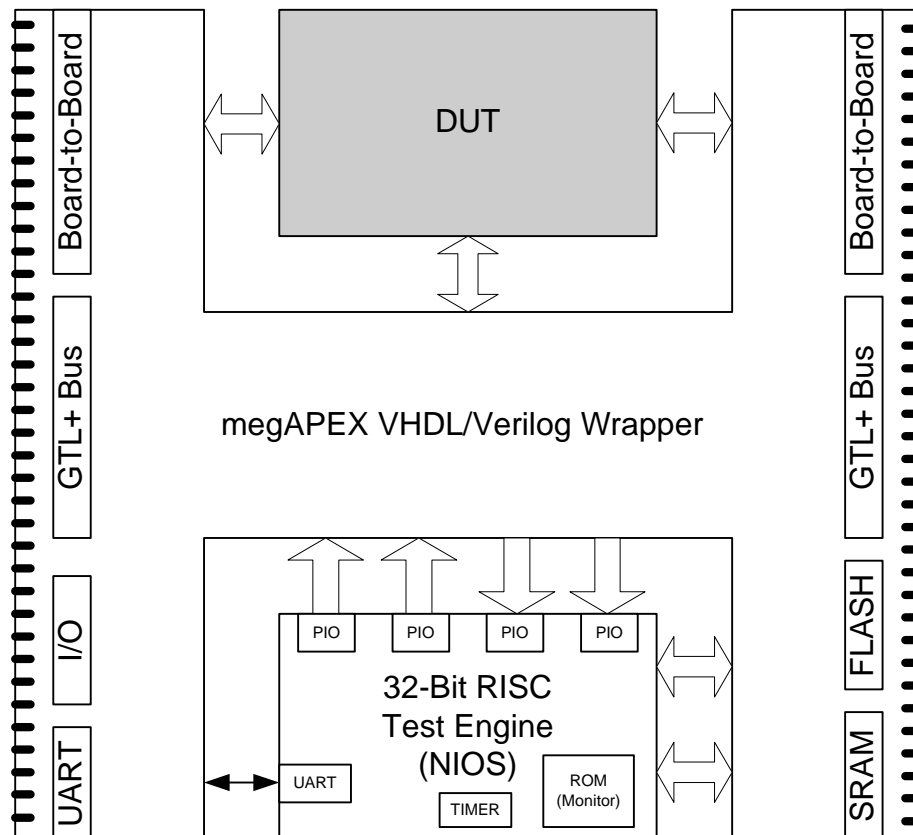 Board-to-Board
DUT
Board-to-Board
GTL+ Bus
megAPEX VHDL/Verilog Wrapper
GTL+ Bus
I/O
PIO
PIO
PIO
PIO
FLASH
32-Bit RISC
Test Engine
(NIOS)
UART
UART
TIMER
ROM
(Monitor)
SRAM